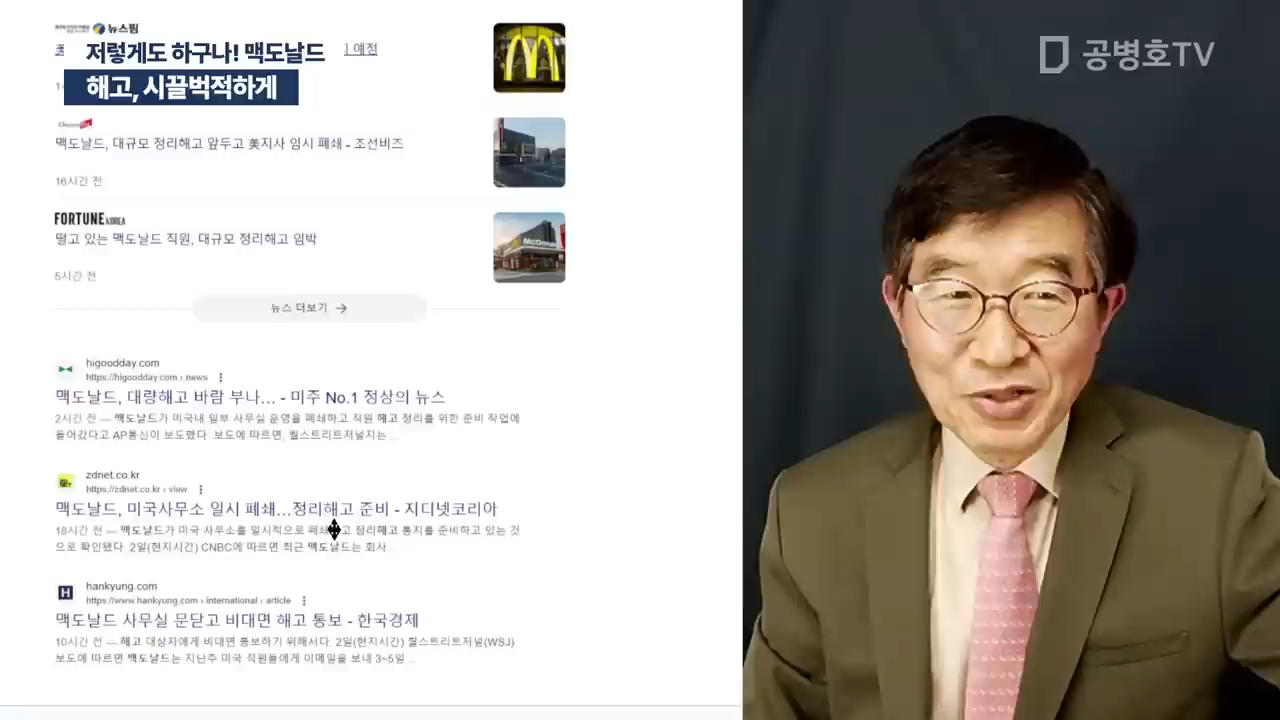 뉴스핌
저렇게도 하구나! 맥도날드
예정
해고, 시끌벅적하게
공병호TV
맥도날드, 대규모 정리해고 앞두고 美지사 임시 폐쇄 - 조선비즈
16시간 전
FORTUNE KOREA
떨고 있는 맥도날드 직원, 대규모 정리해고 임박
5시간 전
뉴스 더보기 →
higoodday.com
https://higoodday.com › news
맥도날드, 대량해고 바람 부나... - 미주 No.1 정상의 뉴스
2시간 전 — 맥도날드가 미국내 일부 사무실 운영을 폐쇄하고 직원 해고 정리를 위한 준비 작업에
돌어갔다고 AP통신이 보도했다. 보도에 따르면, 월스트리트저널지는 ...
zdnet.co.kr
https://zdnet.co.kr › view
맥도날드, 미국사무소 일시 폐쇄...정리해고 준비 - 지디넷코리아
18시간 전 — 맥도날드가 미국 사무소를 일시적으로 폐쇄 고 정리해고 통지를 준비하고 있는 것
으로 확인됐다. 2일(현지시간) CNBC에 따르면 최근 맥도날드는 회사 ...
hankyung.com
https://www.hankyung.com › international › article
맥도날드 사무실 문닫고 비대면 해고 통보 - 한국경제
10시간 전 — 해고 대상자에게 비대면 통보하기 위해서다. 2일(현지시간) 월스트리트저널(WSJ)
보도에 따르면 맥도날드는 지난주 미국 직원들에게 이메일을 보내 3~5일 ...